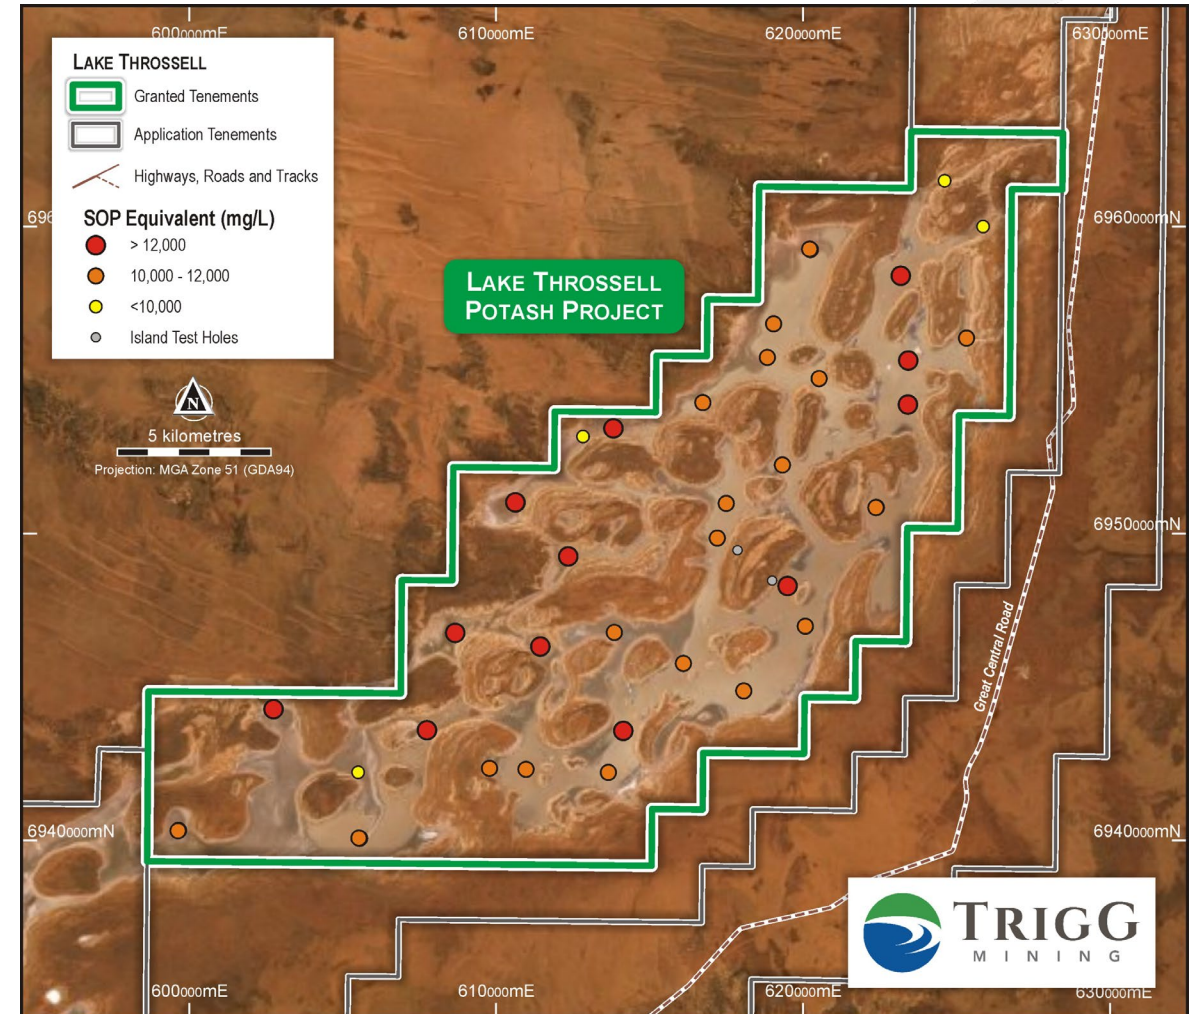 600000mE
610000mE
620000mE
630000mE
LAKE THROSSELL
Granted Tenements
Application Tenements
Highways, Roads and Tracks
SOP Equivalent (mg/L)
> 12,000
10,000 - 12,000
<10,000
Island Test Holes
696
6960000mN
LAKE THROSSELL
POTASH PROJECT
N
5 kilometres
Projection: MGA Zone 51 (GDA94)
6950000mN
Great Central Road
6940000mN
6940000mN
TRIGG
MINING
600000mE
610000mE
620000mE
630000mE